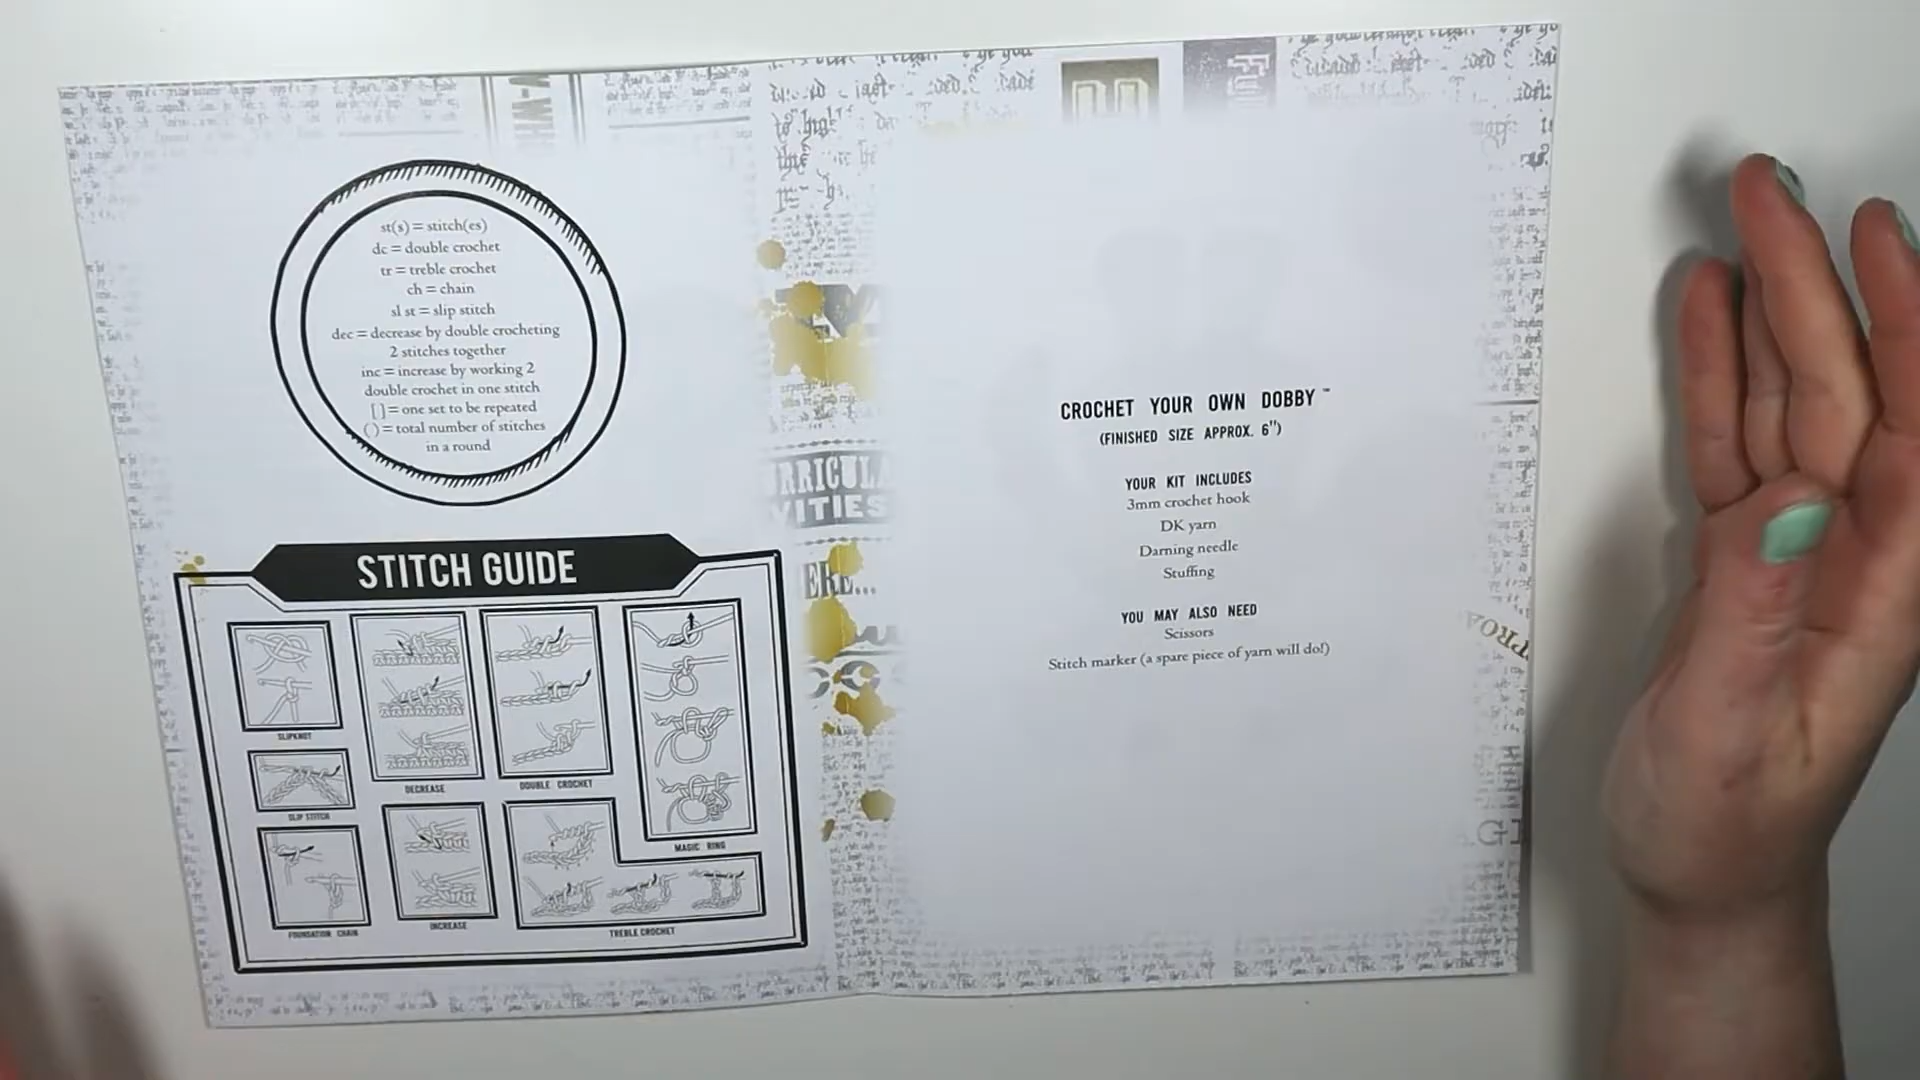 st(s) = stitch(es)
dc = double crochet
tr = treble crochet
ch = chain
sl st = slip stitch
dec = decrease by double crocheting
2 stitches together
inc = increase by working 2
double crochet in one stitch
[ ] = one set to be repeated
( ) = total number of stitches
in a round
STITCH GUIDE
SLIPKNOT
SLIP STITCH
FOUNDATION CHAIN
DECREASE
INCREASE
DOUBLE CROCHET
MAGIC RING
TREBLE CROCHET
CROCHET YOUR OWN DOBBY ™
(FINISHED SIZE APPROX. 6")
YOUR KIT INCLUDES
3mm crochet hook
DK yarn
Darning needle
Stuffing
YOU MAY ALSO NEED
Scissors
Stitch marker (a spare piece of yarn will do!)